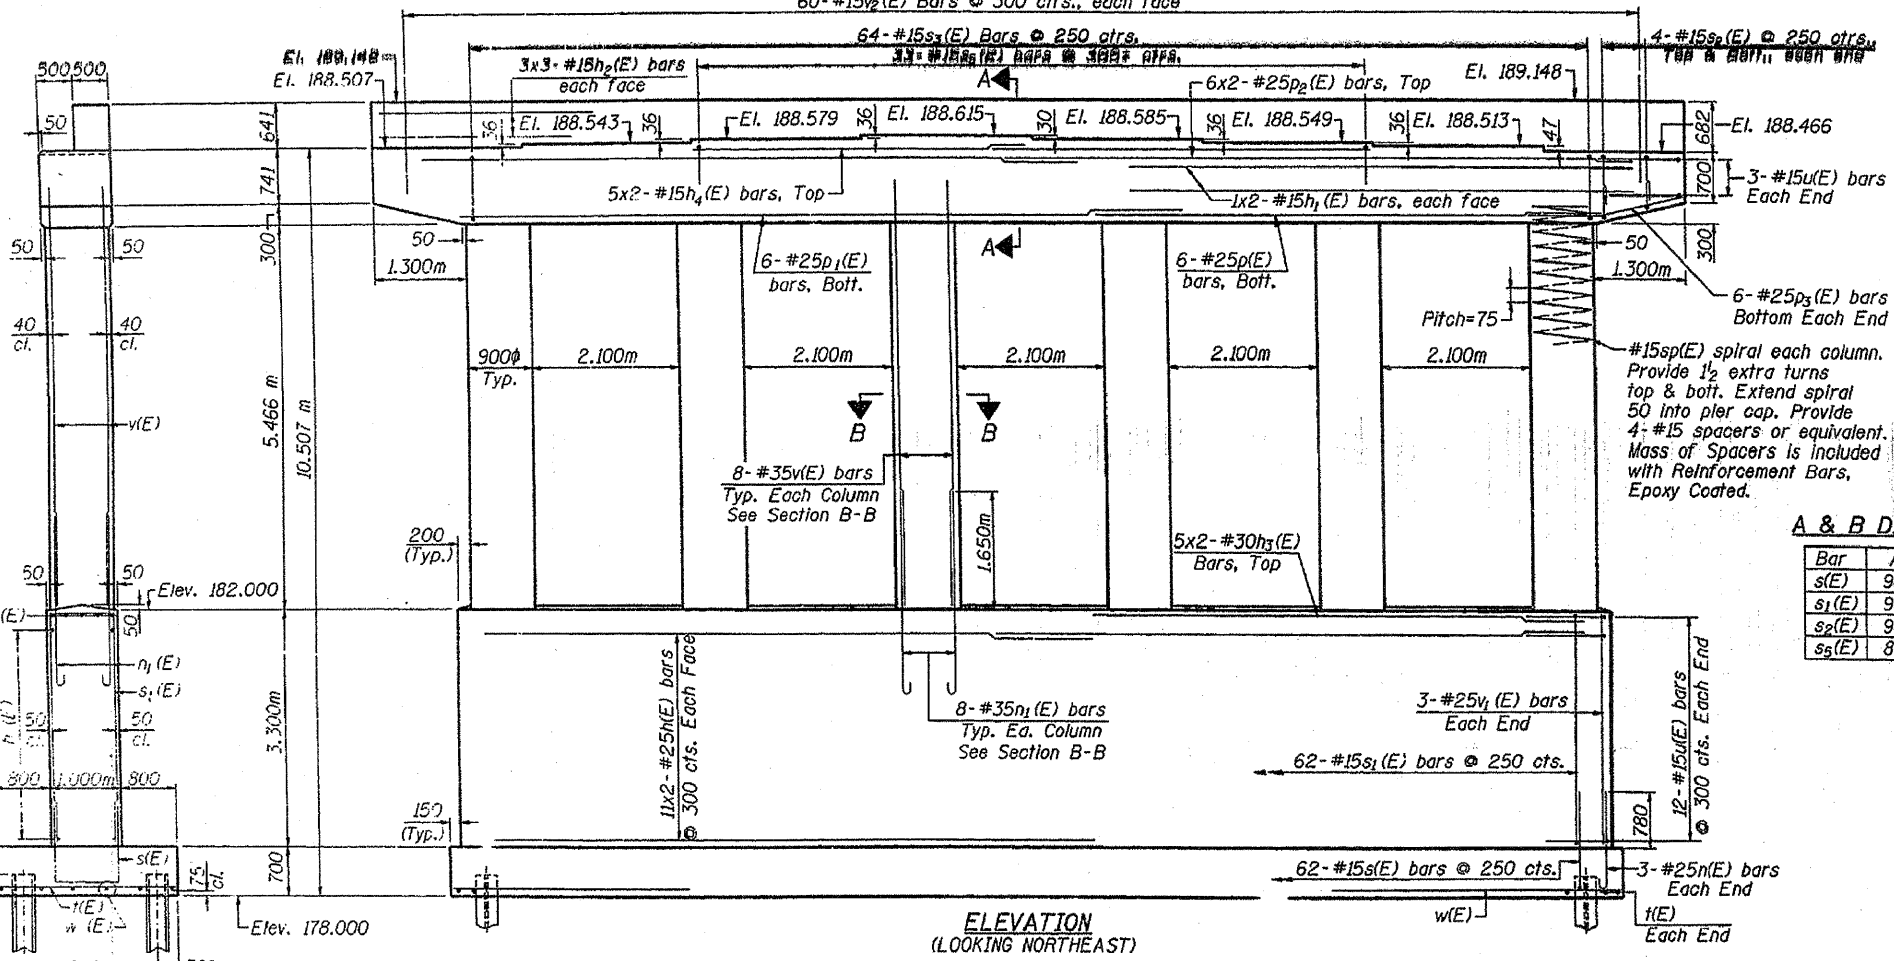 60-#15v2(E) Bars @ 300 ctrs., each face
64-#15s3(E) Bars @ 250 ctrs.
4-#15s2(E) @ 250 ctrs.,
Top & Bott., each end
El. 189.148
El. 188.507
3x3-#15h2(E) bars
each face
A
6x2-#25p2(E) bars, Top
El. 189.148
500 500
50
641
36
El. 188.543
36
El. 188.579
36
El. 188.615
30
El. 188.585
36
El. 188.549
36
El. 188.513
47
682
El. 188.466
741
5x2-#15h4(E) bars, Top
1x2-#15h1(E) bars, each face
700
3-#15u(E) bars
Each End
50
50
300
50
1.300m
6-#25p1(E)
bars, Bott.
A
6-#25p(E)
bars, Bott.
50
300
1.300m
6-#25p3(E) bars
Bottom Each End
Pitch=75
40
cl.
40
cl.
900ϕ
Typ.
2.100m
2.100m
2.100m
2.100m
2.100m
#15sp(E) spiral each column.
Provide 1½ extra turns
top & bott. Extend spiral
50 into pier cap. Provide
4-#15 spacers or equivalent.
Mass of Spacers is included
with Reinforcement Bars,
Epoxy Coated.
v(E)
5.466 m
10.507 m
B
B
8-#35v(E) bars
Typ. Each Column
See Section B-B
1.650m
200
(Typ.)
5x2-#30h3(E)
Bars, Top
A & B D
Bar
s(E) 9
s1(E) 9
s2(E) 9
s5(E) 8
50
50
Elev. 182.000
(E)
50
n1(E)
s1(E)
50
cl.
50
cl.
3.300m
11x2-#25h(E) bars
@ 300 cts. Each Face
8-#35n1(E) bars
Typ. Ea. Column
See Section B-B
3-#25v1(E) bars
Each End
62-#15s1(E) bars @ 250 cts.
12-#15u(E) bars
@ 300 cts. Each End
800 1.000m 800
150
(Typ.)
780
s(E)
75
cl.
700
62-#15s(E) bars @ 250 cts.
3-#25n(E) bars
Each End
t(E)
w(E)
Elev. 178.000
w(E)
t(E)
Each End
ELEVATION
(LOOKING NORTHEAST)